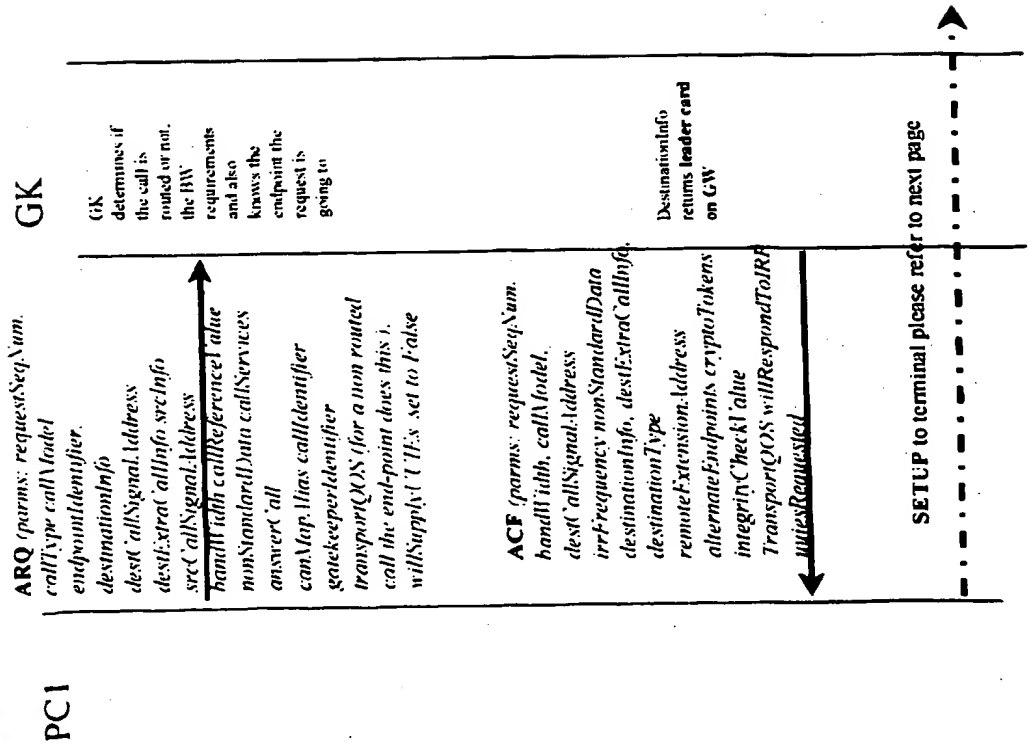 PC1
GK
ARQ (parms: requestSeqNum.
callType callModel
endpointIdentifier.
destinationInfo
destCallSignalAddress
destExtraCallInfo srcInfo
srcCallSignalAddress
bandWidth callReferenceValue
nonStandardData callServices
answerCall
canMapAlias callIdentifier
gatekeeperIdentifier
transportQOS (for a non routed
call the end-point does this ).
willSupplyUUIEs set to False
GK
determines if
the call is
routed or not.
the BW
requirements
and also
knows the
endpoint the
request is
going to
ACF (parms: requestSeqNum.
bandWidth, callModel,
destCallSignalAddress
irrFrequency nonStandardData
destinationInfo, destExtraCallInfo,
destinationType
remoteExtensionAddress
alternateEndpoints cryptoTokens
integrityCheckValue
TransportQOS willRespondToIRR
uuiesRequested
DestinationInfo
returns leader card
on GW
SETUP to terminal please refer to next page